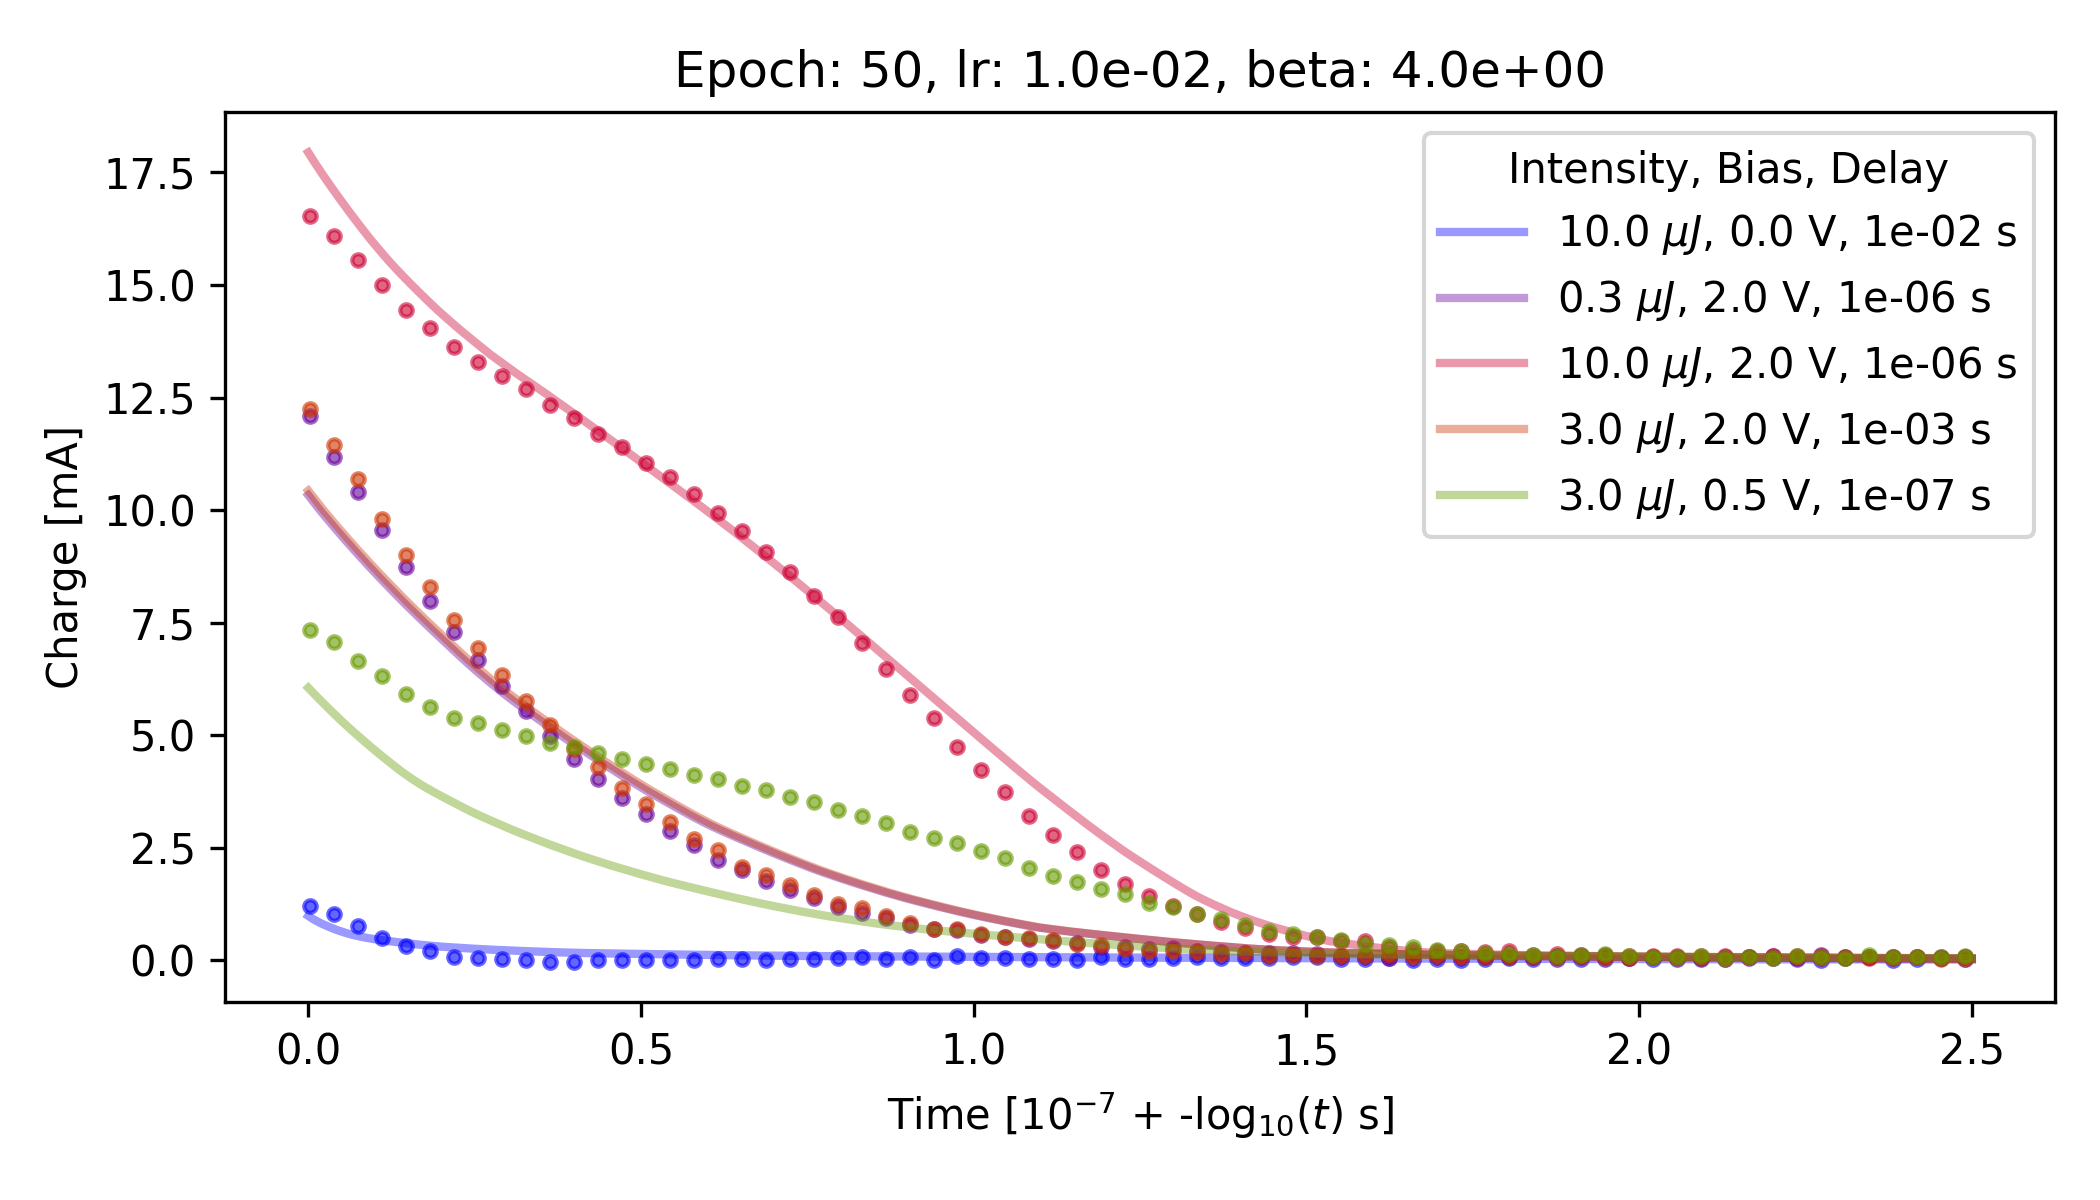 Epoch: 50, lr: 1.0e-02, beta: 4.0e+00
Charge [mA]
17.5
15.0
12.5
10.0
7.5
5.0
2.5
0.0
Intensity, Bias, Delay
10.0 μJ, 0.0 V, 1e-02 s
0.3 μJ, 2.0 V, 1e-06 s
10.0 μJ, 2.0 V, 1e-06 s
3.0 μJ, 2.0 V, 1e-03 s
3.0 μJ, 0.5 V, 1e-07 s
0.0 0.5 1.0 1.5 2.0 2.5
Time [10⁻⁷ + -log₁₀(t) s]